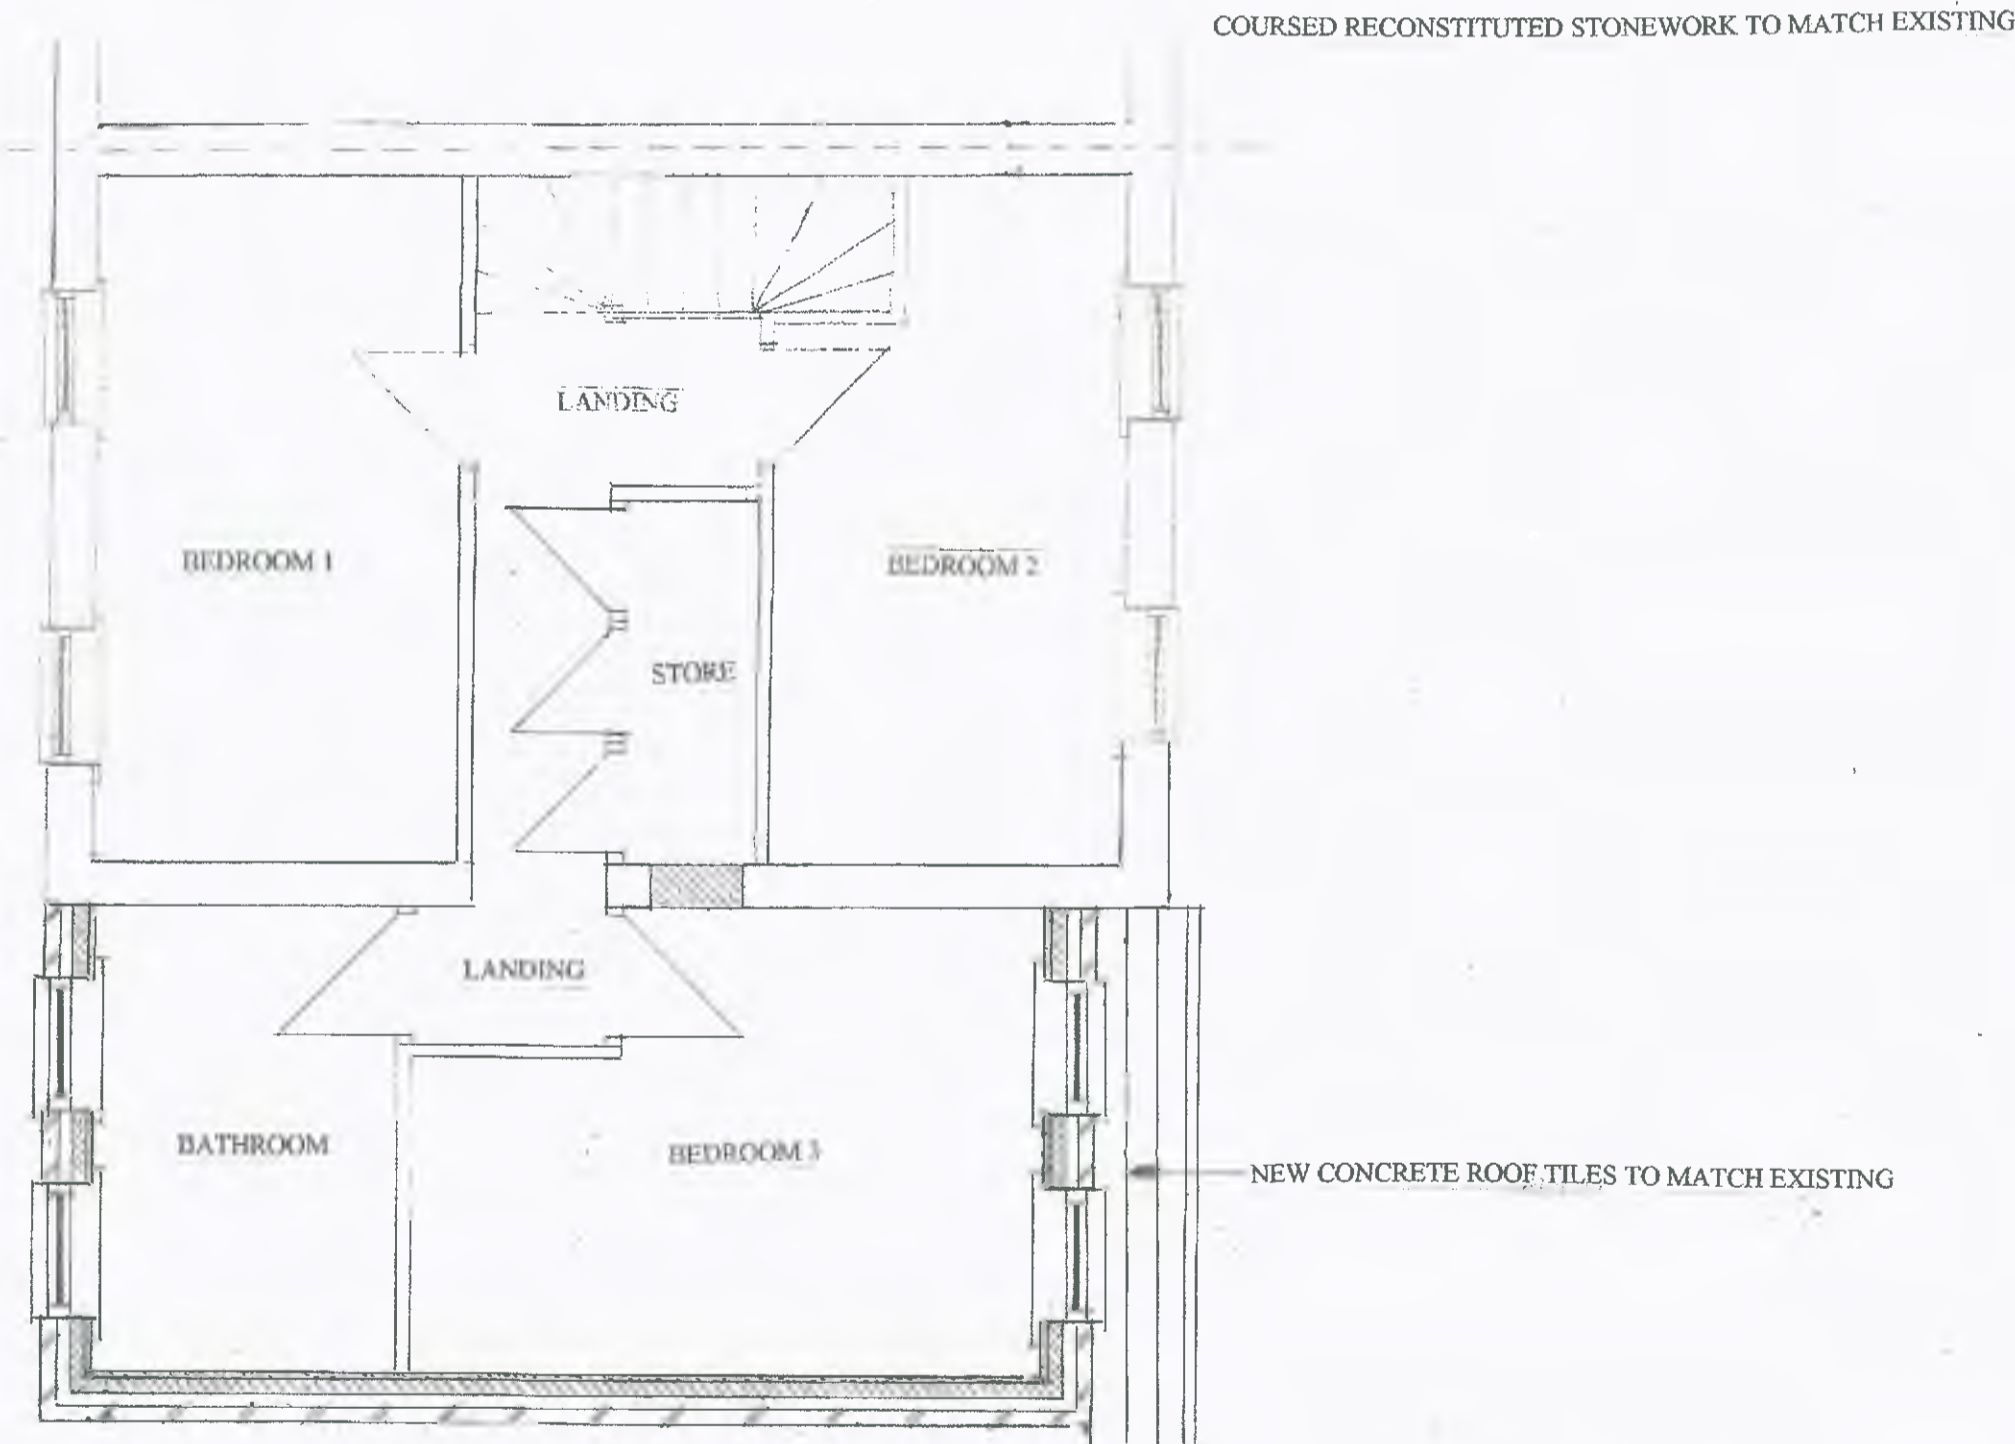 COURSED RECONSTITUTED STONEWORK TO MATCH EXISTING
LANDING
BEDROOM 1
BEDROOM 2
STORE
LANDING
BATHROOM
BEDROOM 3
NEW CONCRETE ROOF TILES TO MATCH EXISTING